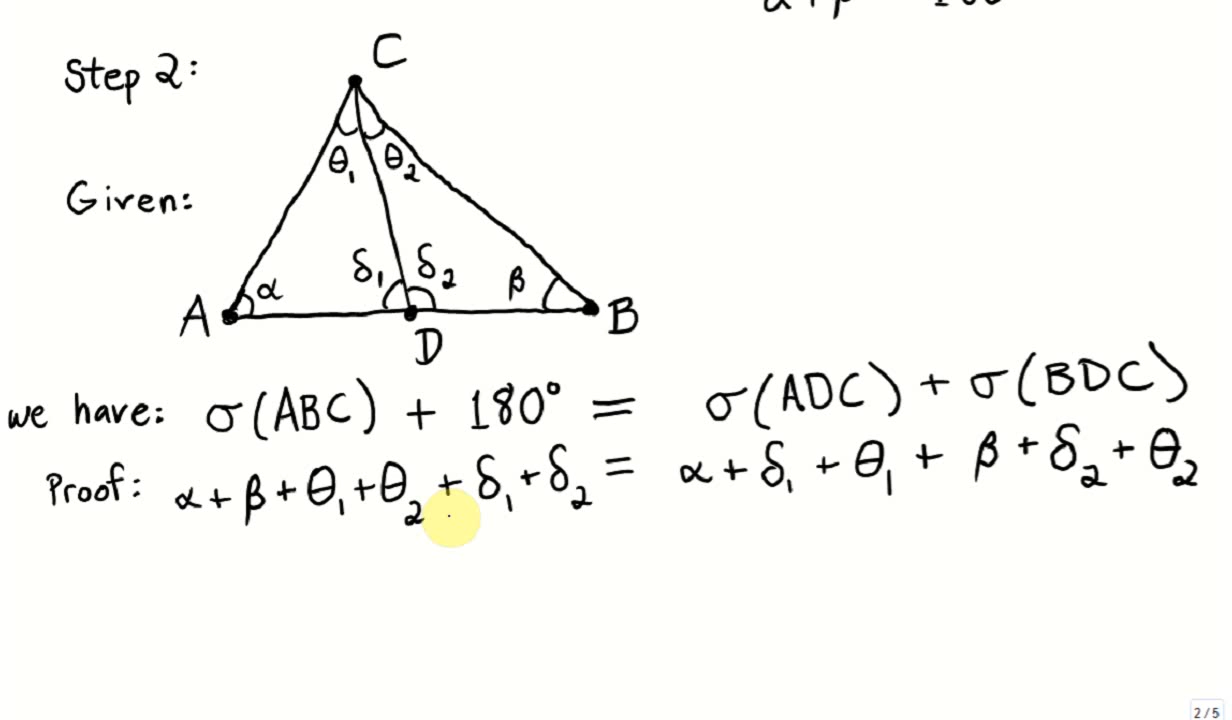 Step 2:
C
θ₁ θ₂
Given:
δ₁ δ₂
α β
A B
D
we have: σ(ABC) + 180° = σ(ADC) + σ(BDC)
Proof: α + β + θ₁ + θ₂ + δ₁ + δ₂ = α + δ₁ + θ₁ + β + δ₂ + θ₂
2/5